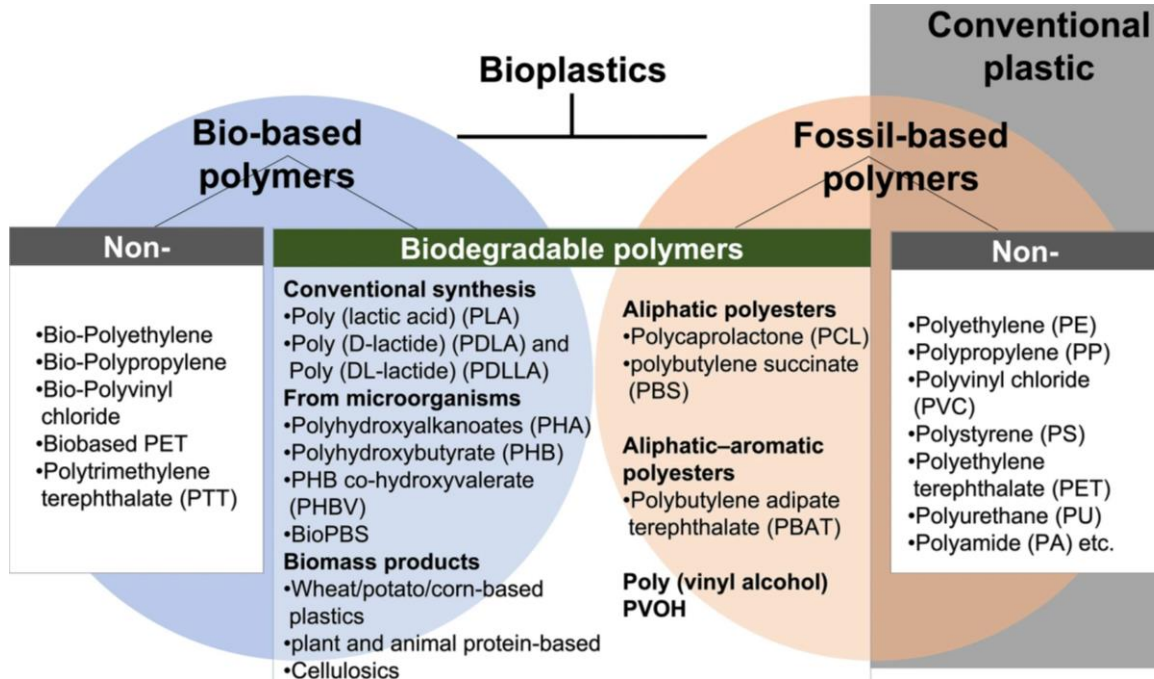 Conventional
plastic
Bioplastics
Bio-based
polymers
Fossil-based
polymers
Non-
•Bio-Polyethylene
•Bio-Polypropylene
•Bio-Polyvinyl
chloride
•Biobased PET
•Polytrimethylene
terephthalate (PTT)
Biodegradable polymers
Conventional synthesis
•Poly (lactic acid) (PLA)
•Poly (D-lactide) (PDLA) and
Poly (DL-lactide) (PDLLA)
From microorganisms
•Polyhydroxyalkanoates (PHA)
•Polyhydroxybutyrate (PHB)
•PHB co-hydroxyvalerate
(PHBV)
•BioPBS
Biomass products
•Wheat/potato/corn-based
plastics
•plant and animal protein-based
•Cellulosics
Aliphatic polyesters
•Polycaprolactone (PCL)
•polybutylene succinate
(PBS)
Aliphatic–aromatic
polyesters
•Polybutylene adipate
terephthalate (PBAT)
Poly (vinyl alcohol)
PVOH
Non-
•Polyethylene (PE)
•Polypropylene (PP)
•Polyvinyl chloride
(PVC)
•Polystyrene (PS)
•Polyethylene
terephthalate (PET)
•Polyurethane (PU)
•Polyamide (PA) etc.